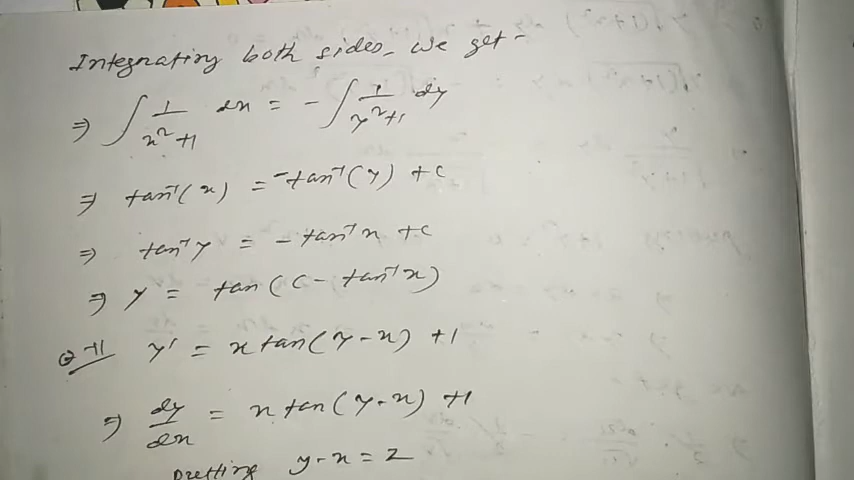 Integrating both sides, we get -
⇒ ∫ 1/(x²+1) dx = - ∫ 1/(y²+1) dy
⇒ tan⁻¹(x) = -tan⁻¹(y) + c
⇒ tan⁻¹y = - tan⁻¹x + c
⇒ y = tan(c - tan⁻¹x)
Q-11 y' = x tan(y-x) + 1
⇒ dy/dx = x tan(y-x) + 1
Putting y-x = z